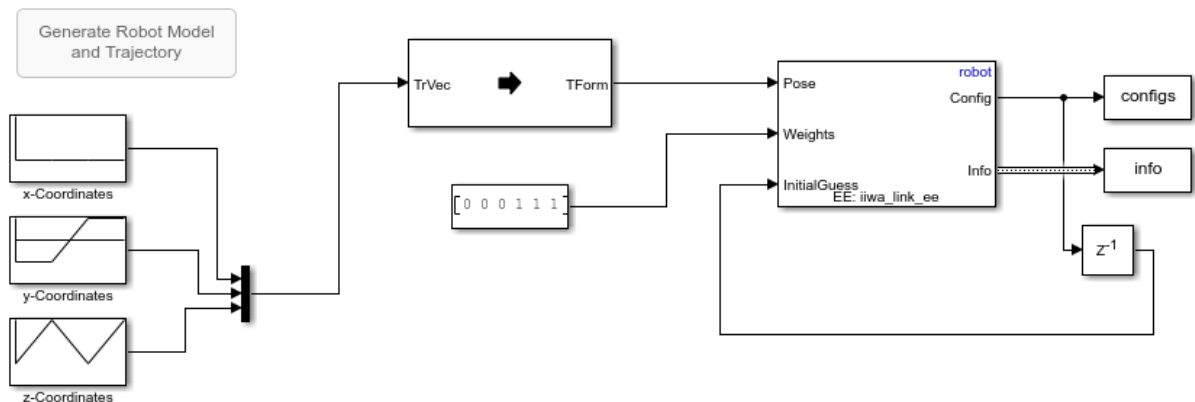 Generate Robot Model
and Trajectory
x-Coordinates
y-Coordinates
z-Coordinates
TrVec
TForm
[0 0 0 1 1 1]
robot
Pose
Config
Weights
Info
InitialGuess
EE: iiwa_link_ee
configs
info
Z-1